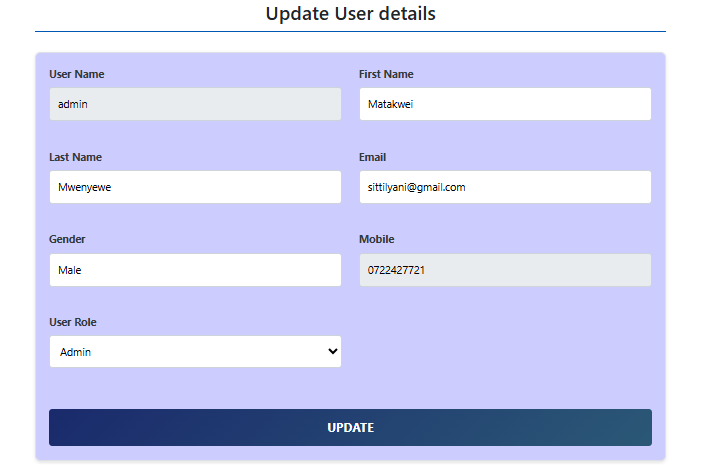 Update User details
User Name
First Name
admin
Matakwei
Last Name
Email
Mwenyewe
sittilyani@gmail.com
Gender
Mobile
Male
0722427721
User Role
Admin
UPDATE